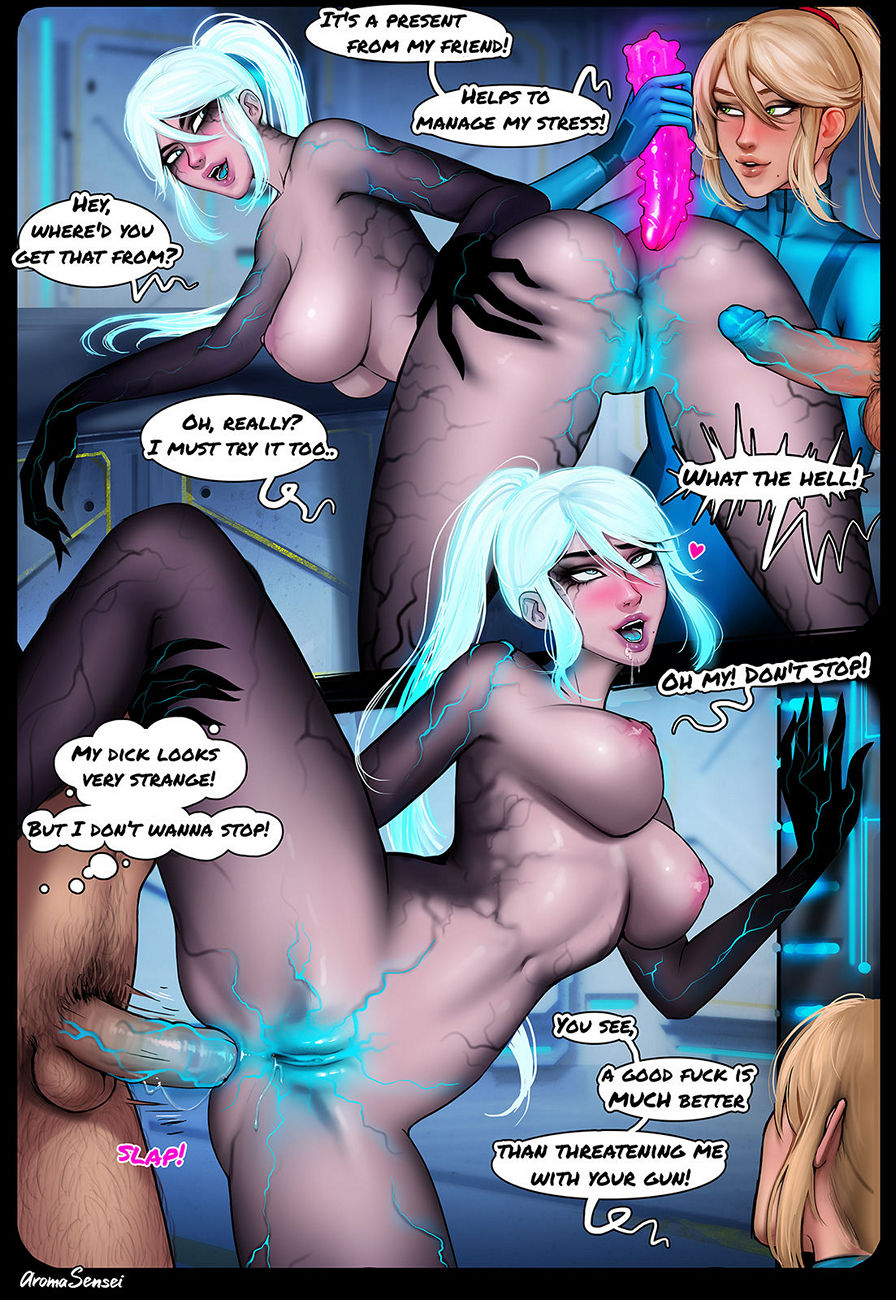 IT'S A PRESENT
FROM MY FRIEND!
HELPS TO
MANAGE MY STRESS!
HEY,
WHERE'D YOU
GET THAT FROM?
OH, REALLY?
I MUST TRY IT TOO..
WHAT THE HELL!
OH MY! DON'T STOP!
MY DICK LOOKS
VERY STRANGE!
BUT I DON'T WANNA STOP!
YOU SEE,
A GOOD FUCK IS
MUCH BETTER
THAN THREATENING ME
WITH YOUR GUN!
SLAP!
AromaSensei